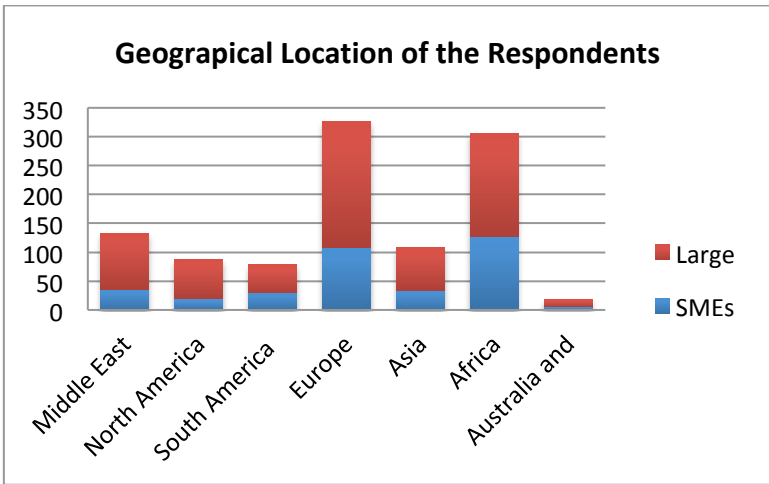 Geograpical Location of the Respondents
350
300
250
200
150
100
50
0
Middle East
North America
South America
Europe
Asia
Africa
Australia and
Large
SMEs